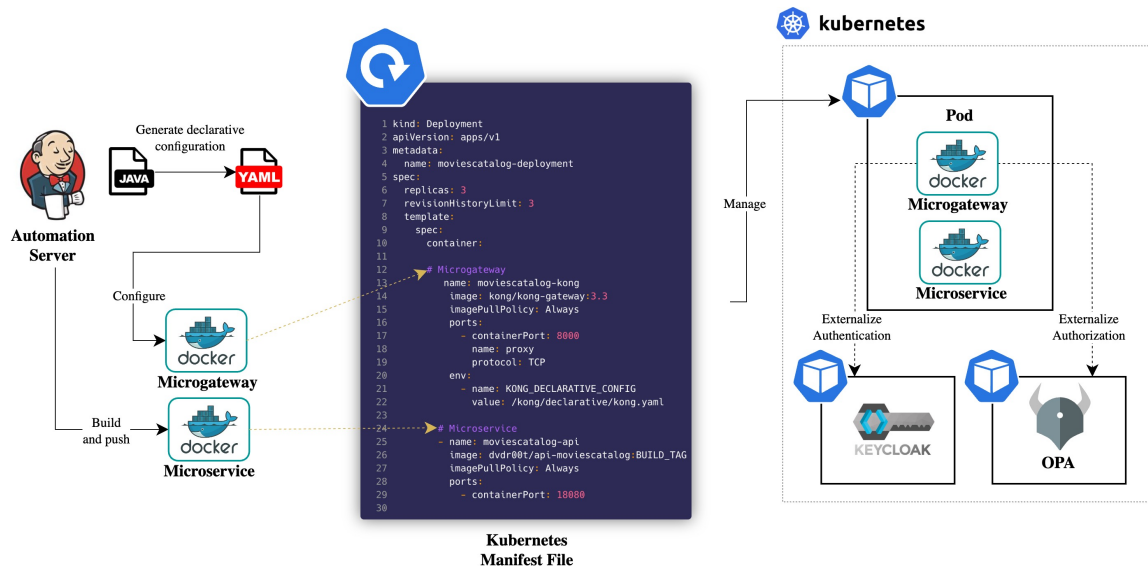 kubernetes
Generate declarative
configuration
JAVA
YAML
Automation
Server
Configure
docker
Microgateway
Build
and push
docker
Microservice
1 kind: Deployment
2 apiVersion: apps/v1
3 metadata:
4 name: moviescatalog-deployment
5 spec:
6 replicas: 3
7 revisionHistoryLimit: 3
8 template:
9 spec:
10 container:
11
12 # Microgateway
13 name: moviescatalog-kong
14 image: kong/kong-gateway:3.3
15 imagePullPolicy: Always
16 ports:
17 - containerPort: 8000
18 name: proxy
19 protocol: TCP
20 env:
21 - name: KONG_DECLARATIVE_CONFIG
22 value: /kong/declarative/kong.yaml
23
24 # Microservice
25 - name: moviescatalog-api
26 image: dvdr00t/api-moviescatalog:BUILD_TAG
27 imagePullPolicy: Always
28 ports:
29 - containerPort: 18080
30
Kubernetes
Manifest File
Manage
Pod
docker
Microgateway
docker
Microservice
Externalize
Authentication
Externalize
Authorization
KEYCLOAK
OPA